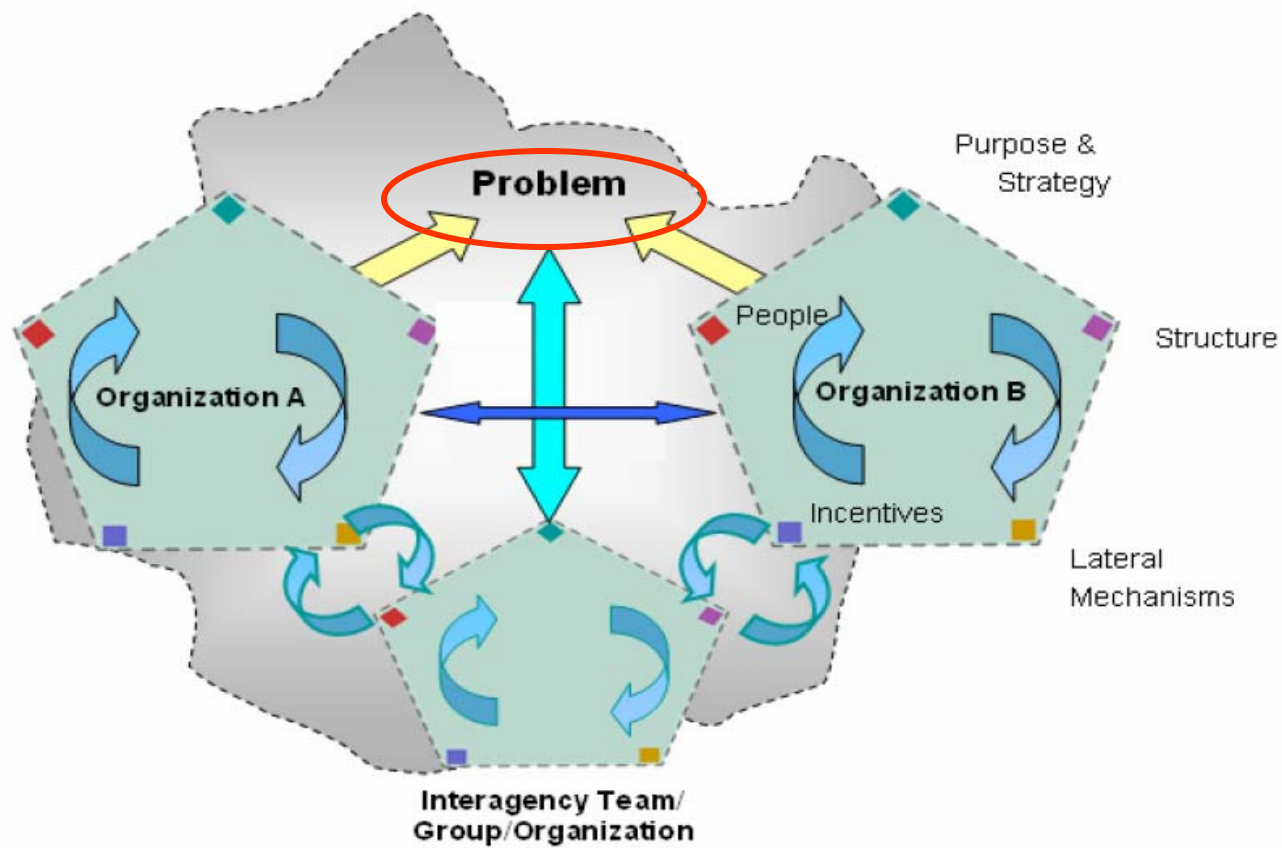 Problem
Purpose &
Strategy
People
Structure
Organization A
Organization B
Incentives
Lateral
Mechanisms
Interagency Team/
Group/Organization